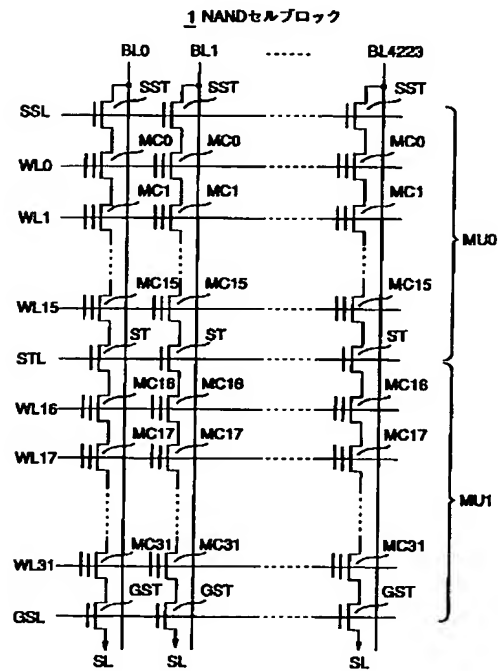 1 NANDセルブロック
BL0 BL1 ...... BL4223
SST SST SST
SSL
MC0 MC0 MC0
WL0
MC1 MC1 MC1
WL1
MU0
MC15 MC15 MC15
WL15
ST ST ST
STL
MC16 MC16 MC16
WL16
MC17 MC17 MC17
WL17
MU1
MC31 MC31 MC31
WL31
GST GST GST
GSL
SL SL SL